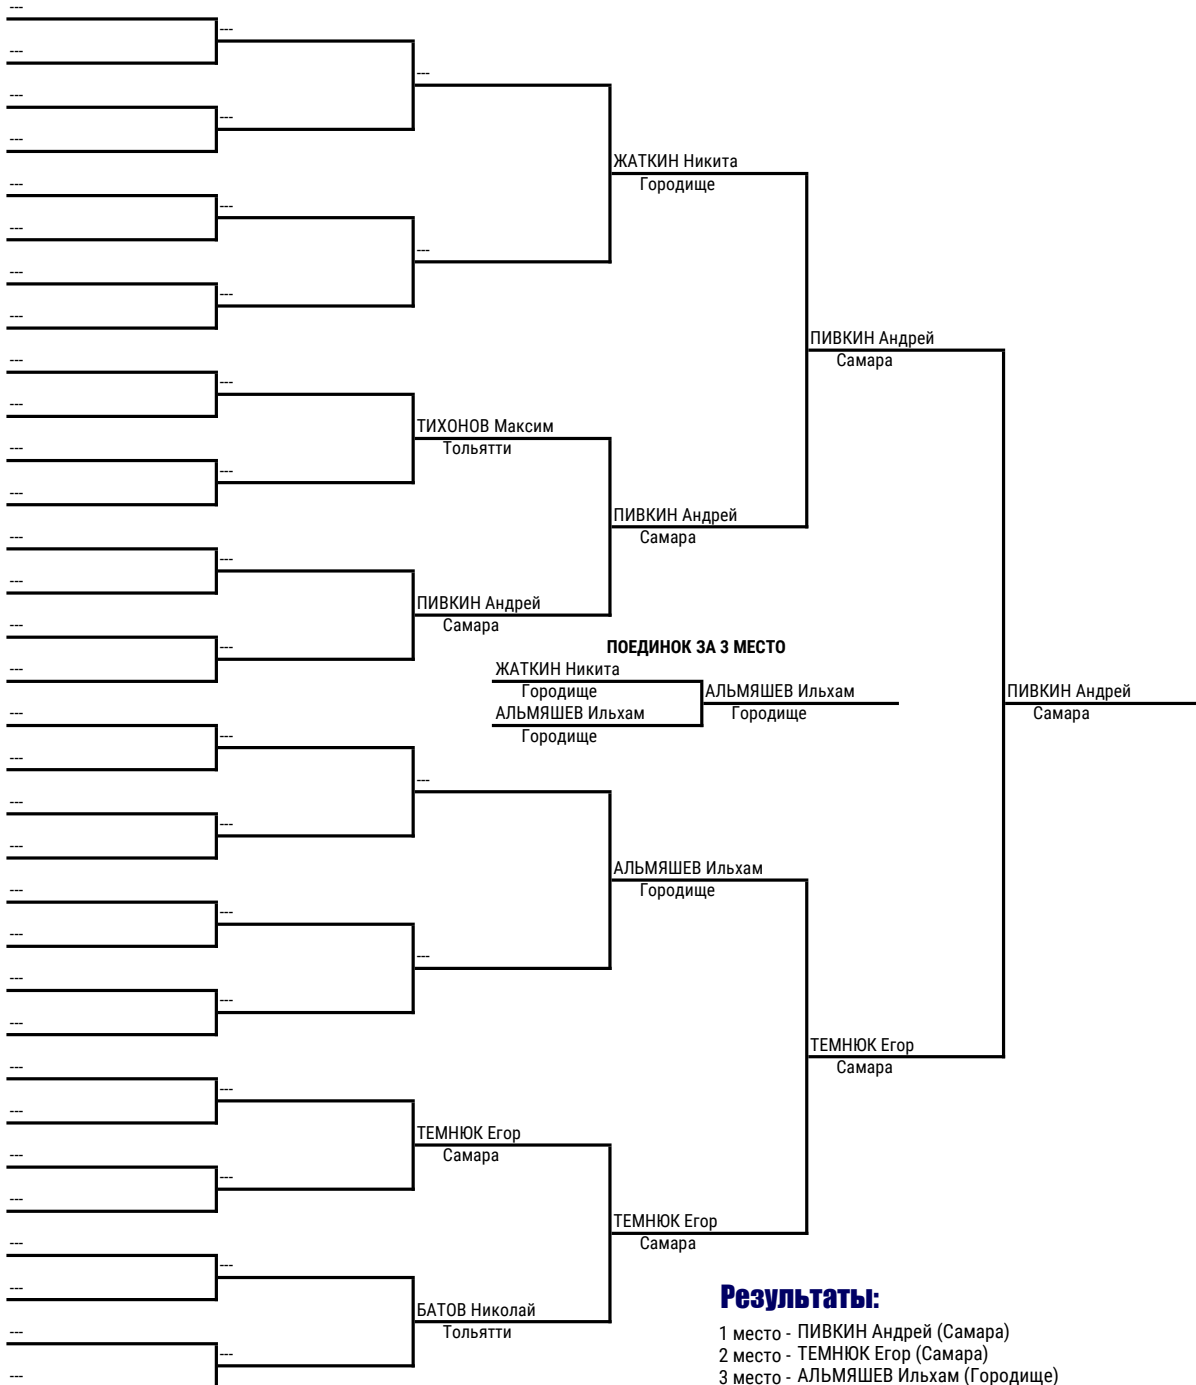 ---
---
---
---
---
---
---
---
---
---
---
---
---
---
ЖАТКИН Никита
Городище
---
---
---
---
---
---
---
---
ТИХОНОВ Максим
Тольятти
---
---
---
---
---
---
ПИВКИН Андрей
Самара
ПИВКИН Андрей
Самара
ПИВКИН Андрей
Самара
ПОЕДИНОК ЗА 3 МЕСТО
ЖАТКИН Никита
Городище
АЛЬМЯШЕВ Ильхам
Городище
АЛЬМЯШЕВ Ильхам
Городище
ПИВКИН Андрей
Самара
---
---
---
---
---
---
---
---
---
---
---
---
---
---
АЛЬМЯШЕВ Ильхам
Городище
---
---
---
---
---
---
ТЕМНЮК Егор
Самара
---
---
---
---
БАТОВ Николай
Тольятти
ТЕМНЮК Егор
Самара
ТЕМНЮК Егор
Самара
Результаты:
1 место - ПИВКИН Андрей (Самара)
2 место - ТЕМНЮК Егор (Самара)
3 место - АЛЬМЯШЕВ Ильхам (Городище)